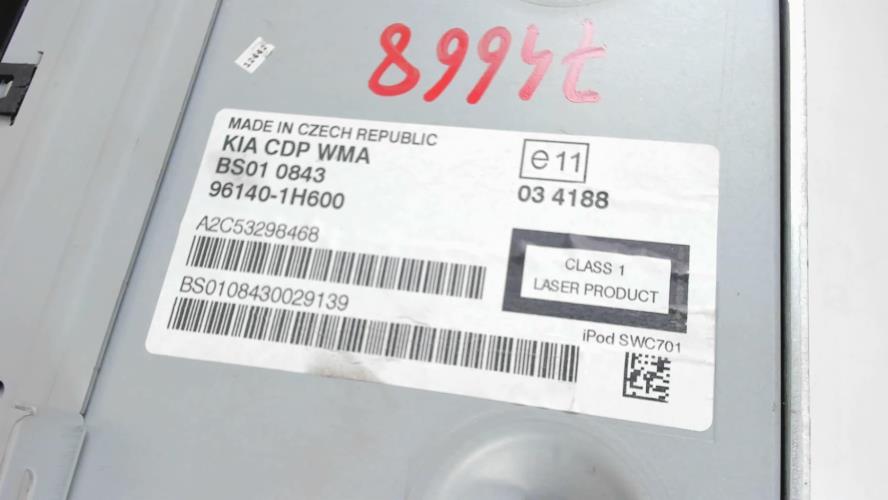 MADE IN CZECH REPUBLIC
KIA CDP WMA
BS01 0843
96140-1H600
e11
03 4188
A2C53298468
CLASS 1
LASER PRODUCT
BS0108430029139
iPod SWC701